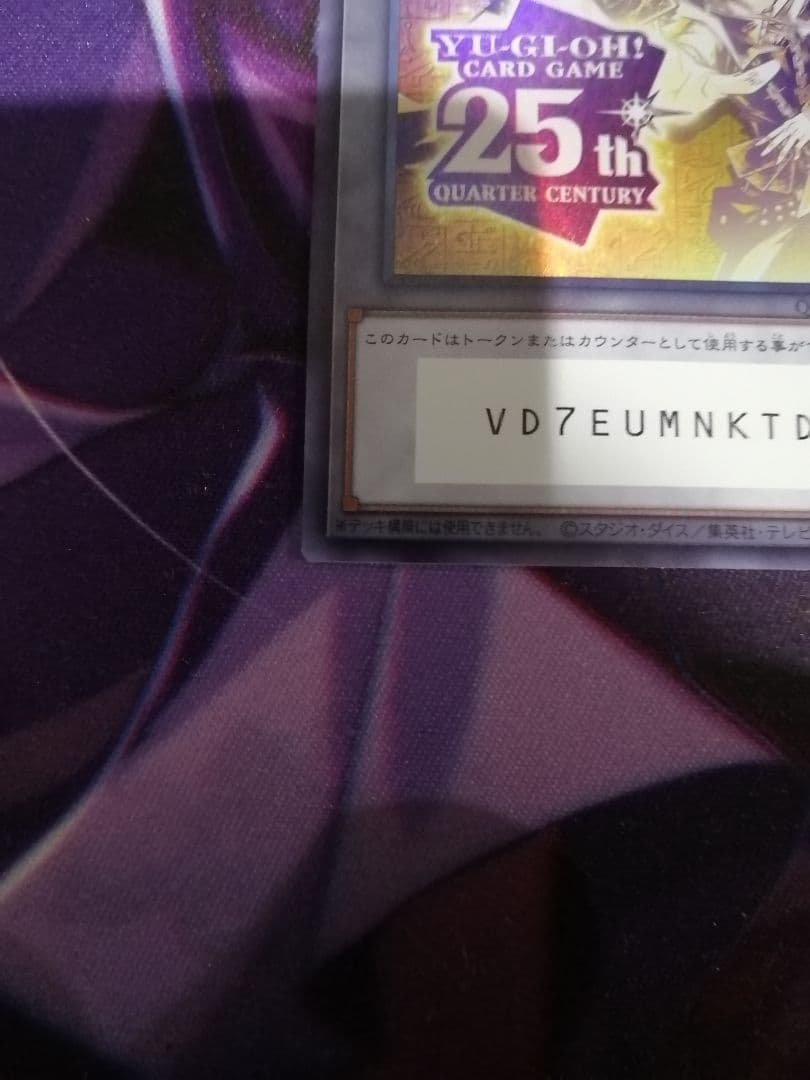 YU-GI-OH!
CARD GAME
25th
QUARTER CENTURY
このカードはトークンまたはカウンターとして使用する事が
VD7EUMNKTD
※デッキ構築には使用できません。 ©スタジオ・ダイス／集英社・テレビ